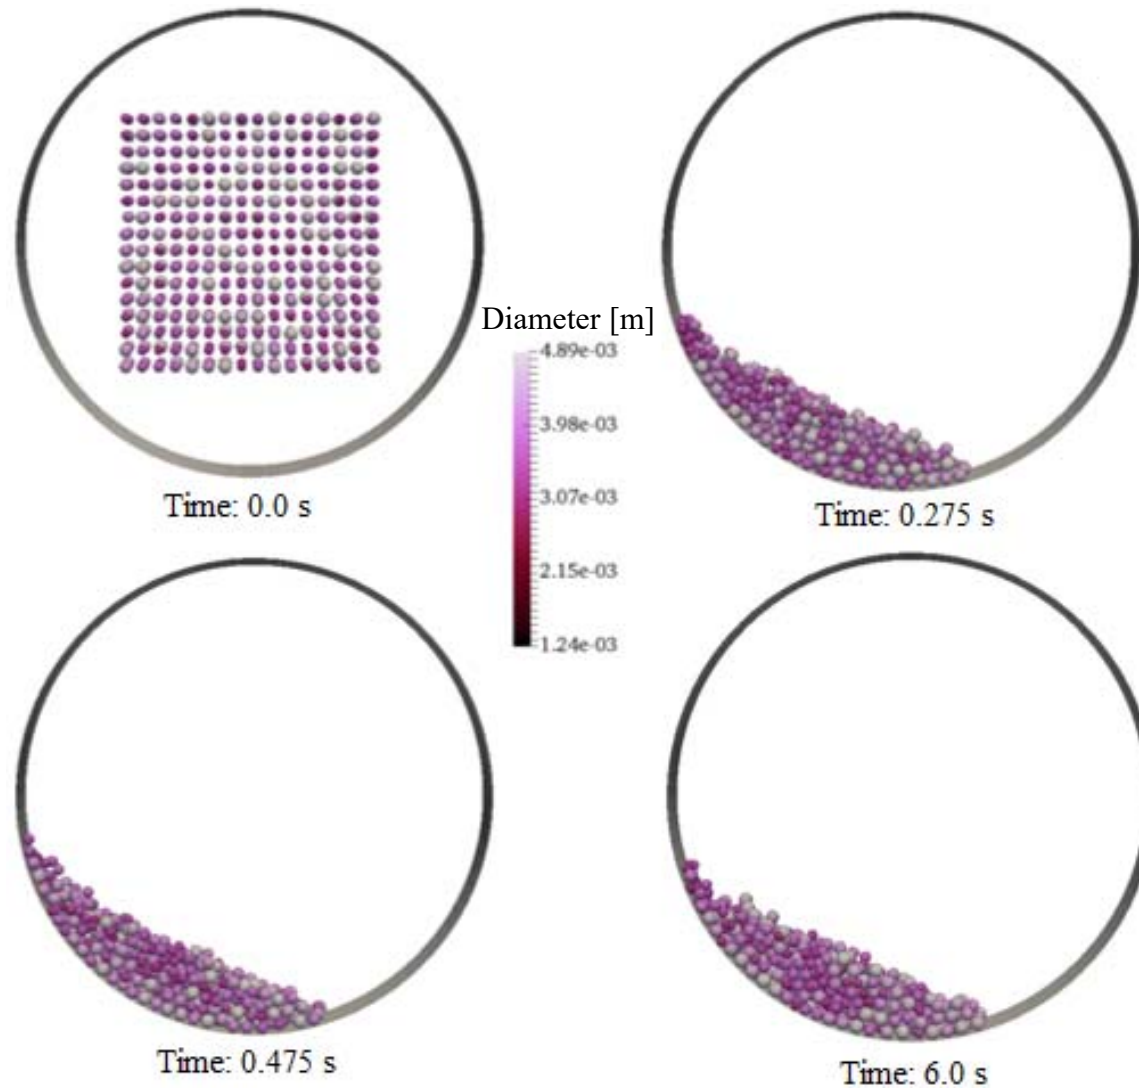 Diameter [m]
4.89e-03
3.98e-03
3.07e-03
2.15e-03
1.24e-03
Time: 0.0 s
Time: 0.275 s
Time: 0.475 s
Time: 6.0 s